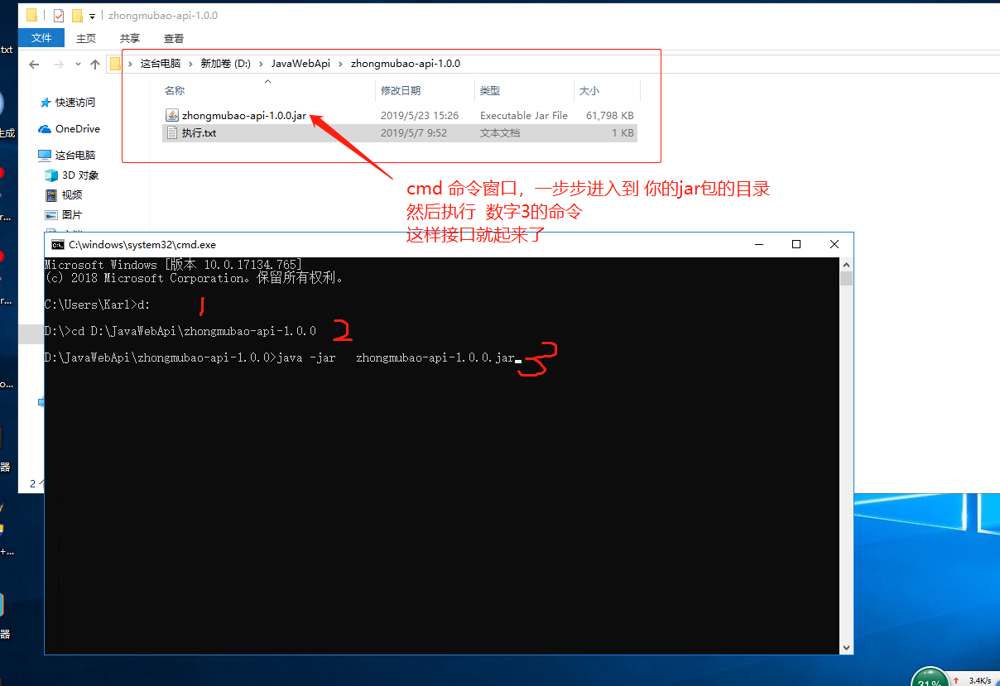 zhongmubao-api-1.0.0
文件 主页 共享 查看
.txt
这台电脑 新加卷 (D:) JavaWebApi zhongmubao-api-1.0.0
名称 修改日期 类型 大小
快速访问
zhongmubao-api-1.0.0.jar 2019/5/23 15:26 Executable Jar File 61,798 KB
OneDrive
执行.txt 2019/5/7 9:52 文本文档 1 KB
生成
这台电脑
3D 对象
视频
图片
r...
cmd 命令窗口，一步步进入到 你的jar包的目录
然后执行 数字3的命令
这样接口就起来了
C:\windows\system32\cmd.exe
Microsoft Windows [版本 10.0.17134.765]
(c) 2018 Microsoft Corporation。保留所有权利。
C:\Users\Karl>d: 1
r...
D:\>cd D:\JavaWebApi\zhongmubao-api-1.0.0 2
D:\JavaWebApi\zhongmubao-api-1.0.0>java -jar zhongmubao-api-1.0.0.jar 3
o...
器
2
+...
器
31% 3.4K/s